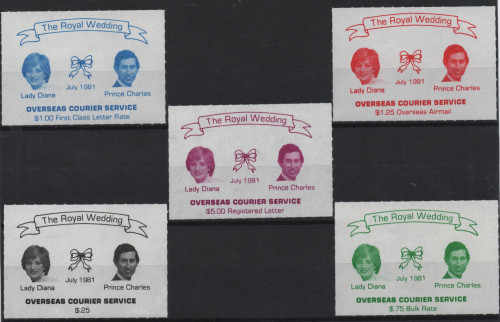 The Royal Wedding
July 1981
Lady Diana Prince Charles
OVERSEAS COURIER SERVICE
$1.00 First Class Letter Rate
The Royal Wedding
July 1981
Lady Diana Prince Charles
OVERSEAS COURIER SERVICE
$1.25 Overseas Airmail
The Royal Wedding
July 1981
Lady Diana Prince Charles
OVERSEAS COURIER SERVICE
$5.00 Registered Letter
The Royal Wedding
July 1981
Lady Diana Prince Charles
OVERSEAS COURIER SERVICE
$.25
The Royal Wedding
July 1981
Lady Diana Prince Charles
OVERSEAS COURIER SERVICE
$.75 Bulk Rate